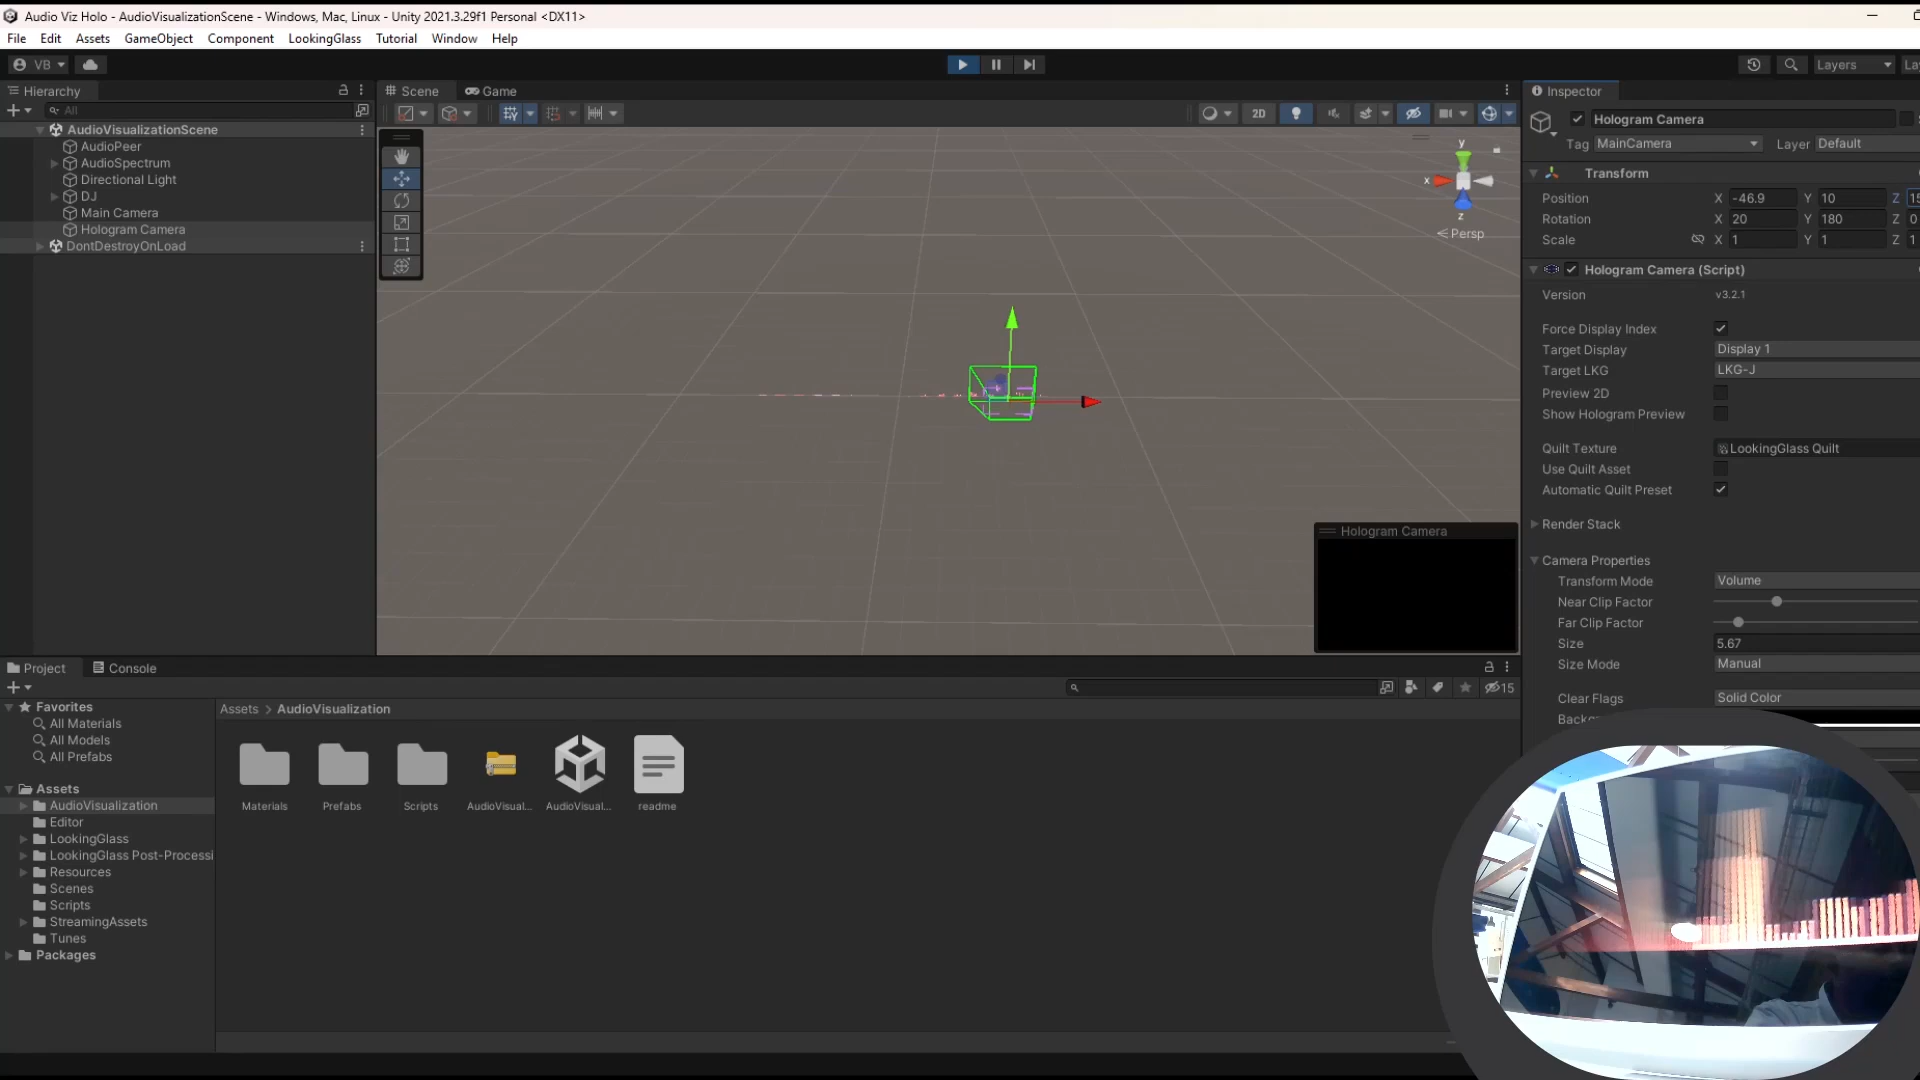 Audio Viz Holo - AudioVisualizationScene - Windows, Mac, Linux - Unity 2021.3.29f1 Personal <DX11>
File Edit Assets GameObject Component LookingGlass Tutorial Window Help
VB
Layers
Hierarchy
All
AudioVisualizationScene
AudioPeer
AudioSpectrum
Directional Light
DJ
Main Camera
Hologram Camera
DontDestroyOnLoad
Scene Game
2D
y
x
z
Persp
Hologram Camera
Inspector
Hologram Camera
Tag MainCamera Layer Default
Transform
Position X -46.9 Y 10 Z 15
Rotation X 20 Y 180 Z 0
Scale X 1 Y 1 Z 1
Hologram Camera (Script)
Version v3.2.1
Force Display Index
Target Display Display 1
Target LKG LKG-J
Preview 2D
Show Hologram Preview
Quilt Texture LookingGlass Quilt
Use Quilt Asset
Automatic Quilt Preset
Render Stack
Camera Properties
Transform Mode Volume
Near Clip Factor
Far Clip Factor
Size 5.67
Size Mode Manual
Clear Flags Solid Color
Project Console
15
Favorites
All Materials
All Models
All Prefabs
Assets
AudioVisualization
Editor
LookingGlass
LookingGlass Post-Processi
Resources
Scenes
Scripts
StreamingAssets
Tunes
Packages
Assets > AudioVisualization
Materials Prefabs Scripts AudioVisual... AudioVisual... readme